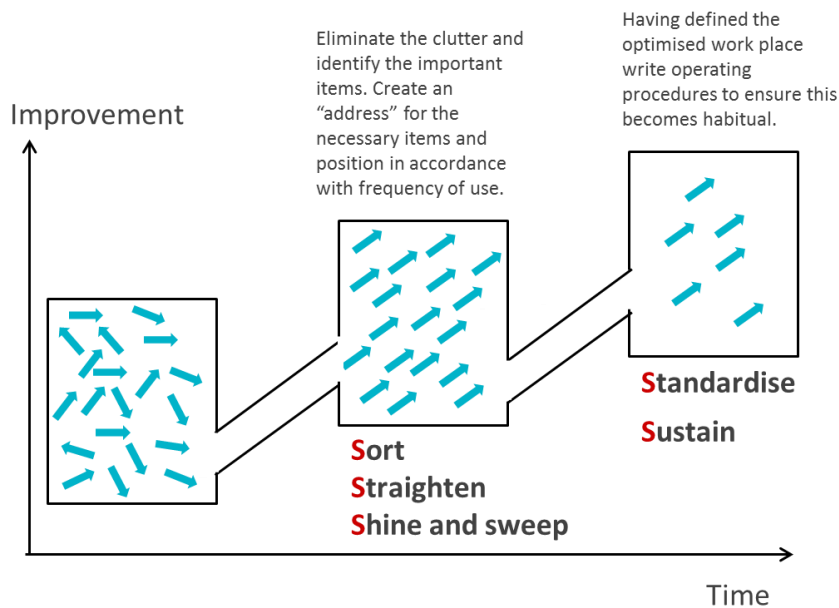 Eliminate the clutter and
identify the important
items. Create an
“address” for the
necessary items and
position in accordance
with frequency of use.
Having defined the
optimised work place
write operating
procedures to ensure this
becomes habitual.
Improvement
Sort
Straighten
Shine and sweep
Standardise
Sustain
Time